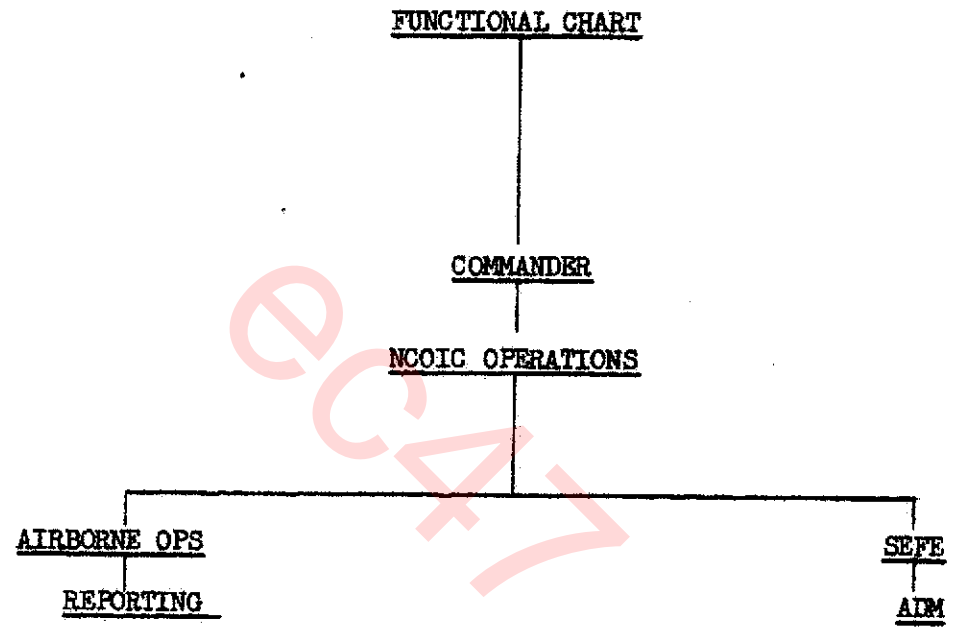 FUNCTIONAL CHART
COMMANDER
NCOIC OPERATIONS
AIRBORNE OPS
SEFE
REPORTING
ADM
ec47